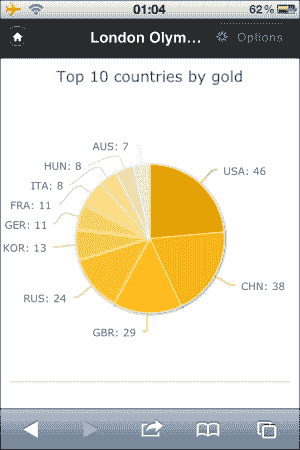 01:04
62 %
London Olym...
Options
Top 10 countries by gold
AUS: 7
HUN: 8
ITA: 8
FRA: 11
GER: 11
KOR: 13
RUS: 24
GBR: 29
CHN: 38
USA: 46